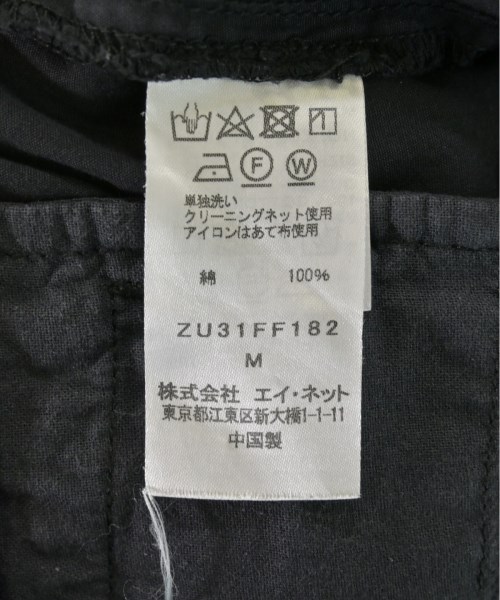 F W
単独洗い
クリーニングネット使用
アイロンはあて布使用
綿 100%
ZU31FF182
M
株式会社 エイ・ネット
東京都江東区新大橋1-1-11
中国製